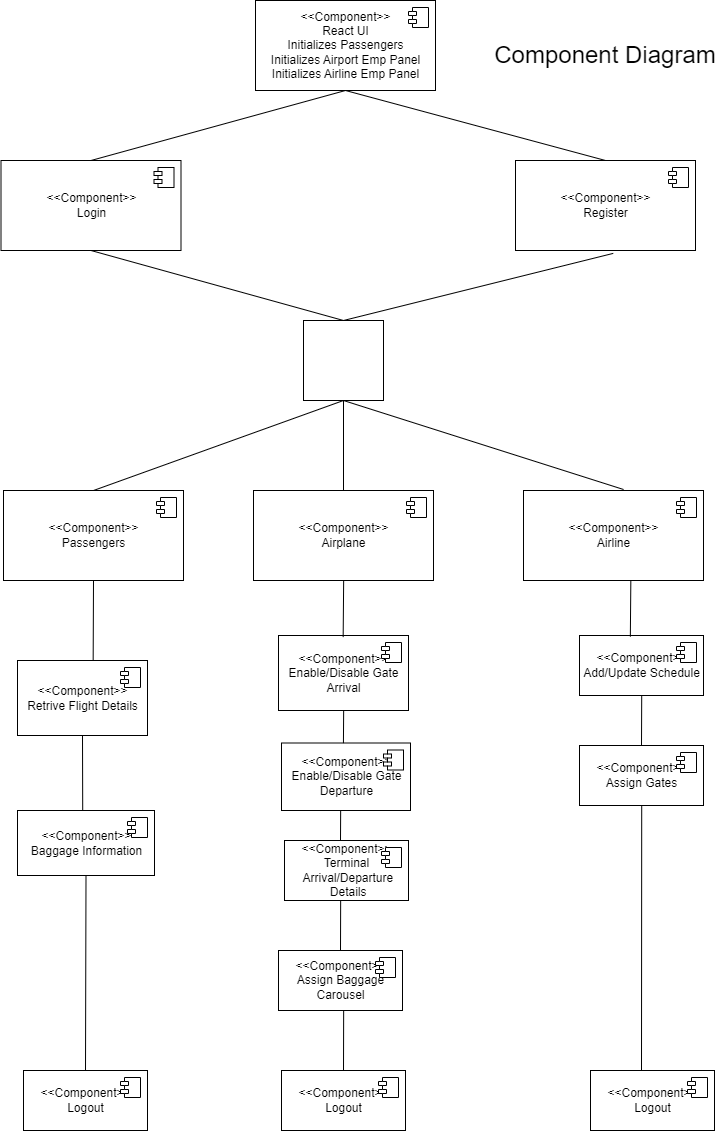 <<Component>>
React UI
Initializes Passengers
Initializes Airport Emp Panel
Initializes Airline Emp Panel
Component Diagram
<<Component>>
Login
<<Component>>
Register
<<Component>>
Passengers
<<Component>>
Airplane
<<Component>>
Airline
<<Component>>
Retrive Flight Details
<<Component>>
Enable/Disable Gate
Arrival
<<Component>>
Add/Update Schedule
<<Component>>
Enable/Disable Gate
Departure
<<Component>>
Assign Gates
<<Component>>
Baggage Information
<<Component>>
Terminal
Arrival/Departure
Details
<<Component>>
Assign Baggage
Carousel
<<Component>>
Logout
<<Component>>
Logout
<<Component>>
Logout